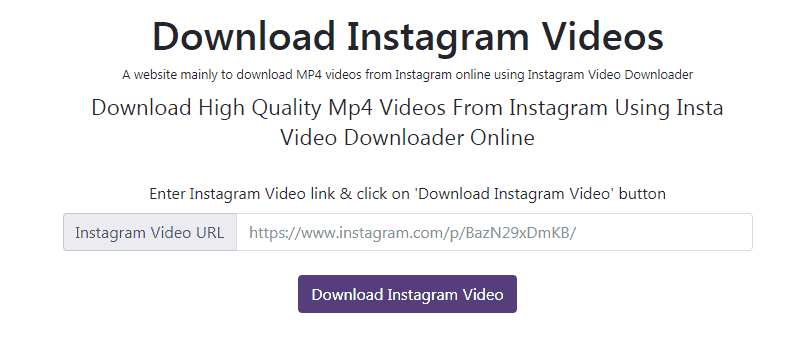 Download Instagram Videos
A website mainly to download MP4 videos from Instagram online using Instagram Video Downloader
Download High Quality Mp4 Videos From Instagram Using Insta
Video Downloader Online
Enter Instagram Video link & click on 'Download Instagram Video' button
Instagram Video URL https://www.instagram.com/p/BazN29xDmKB/
Download Instagram Video